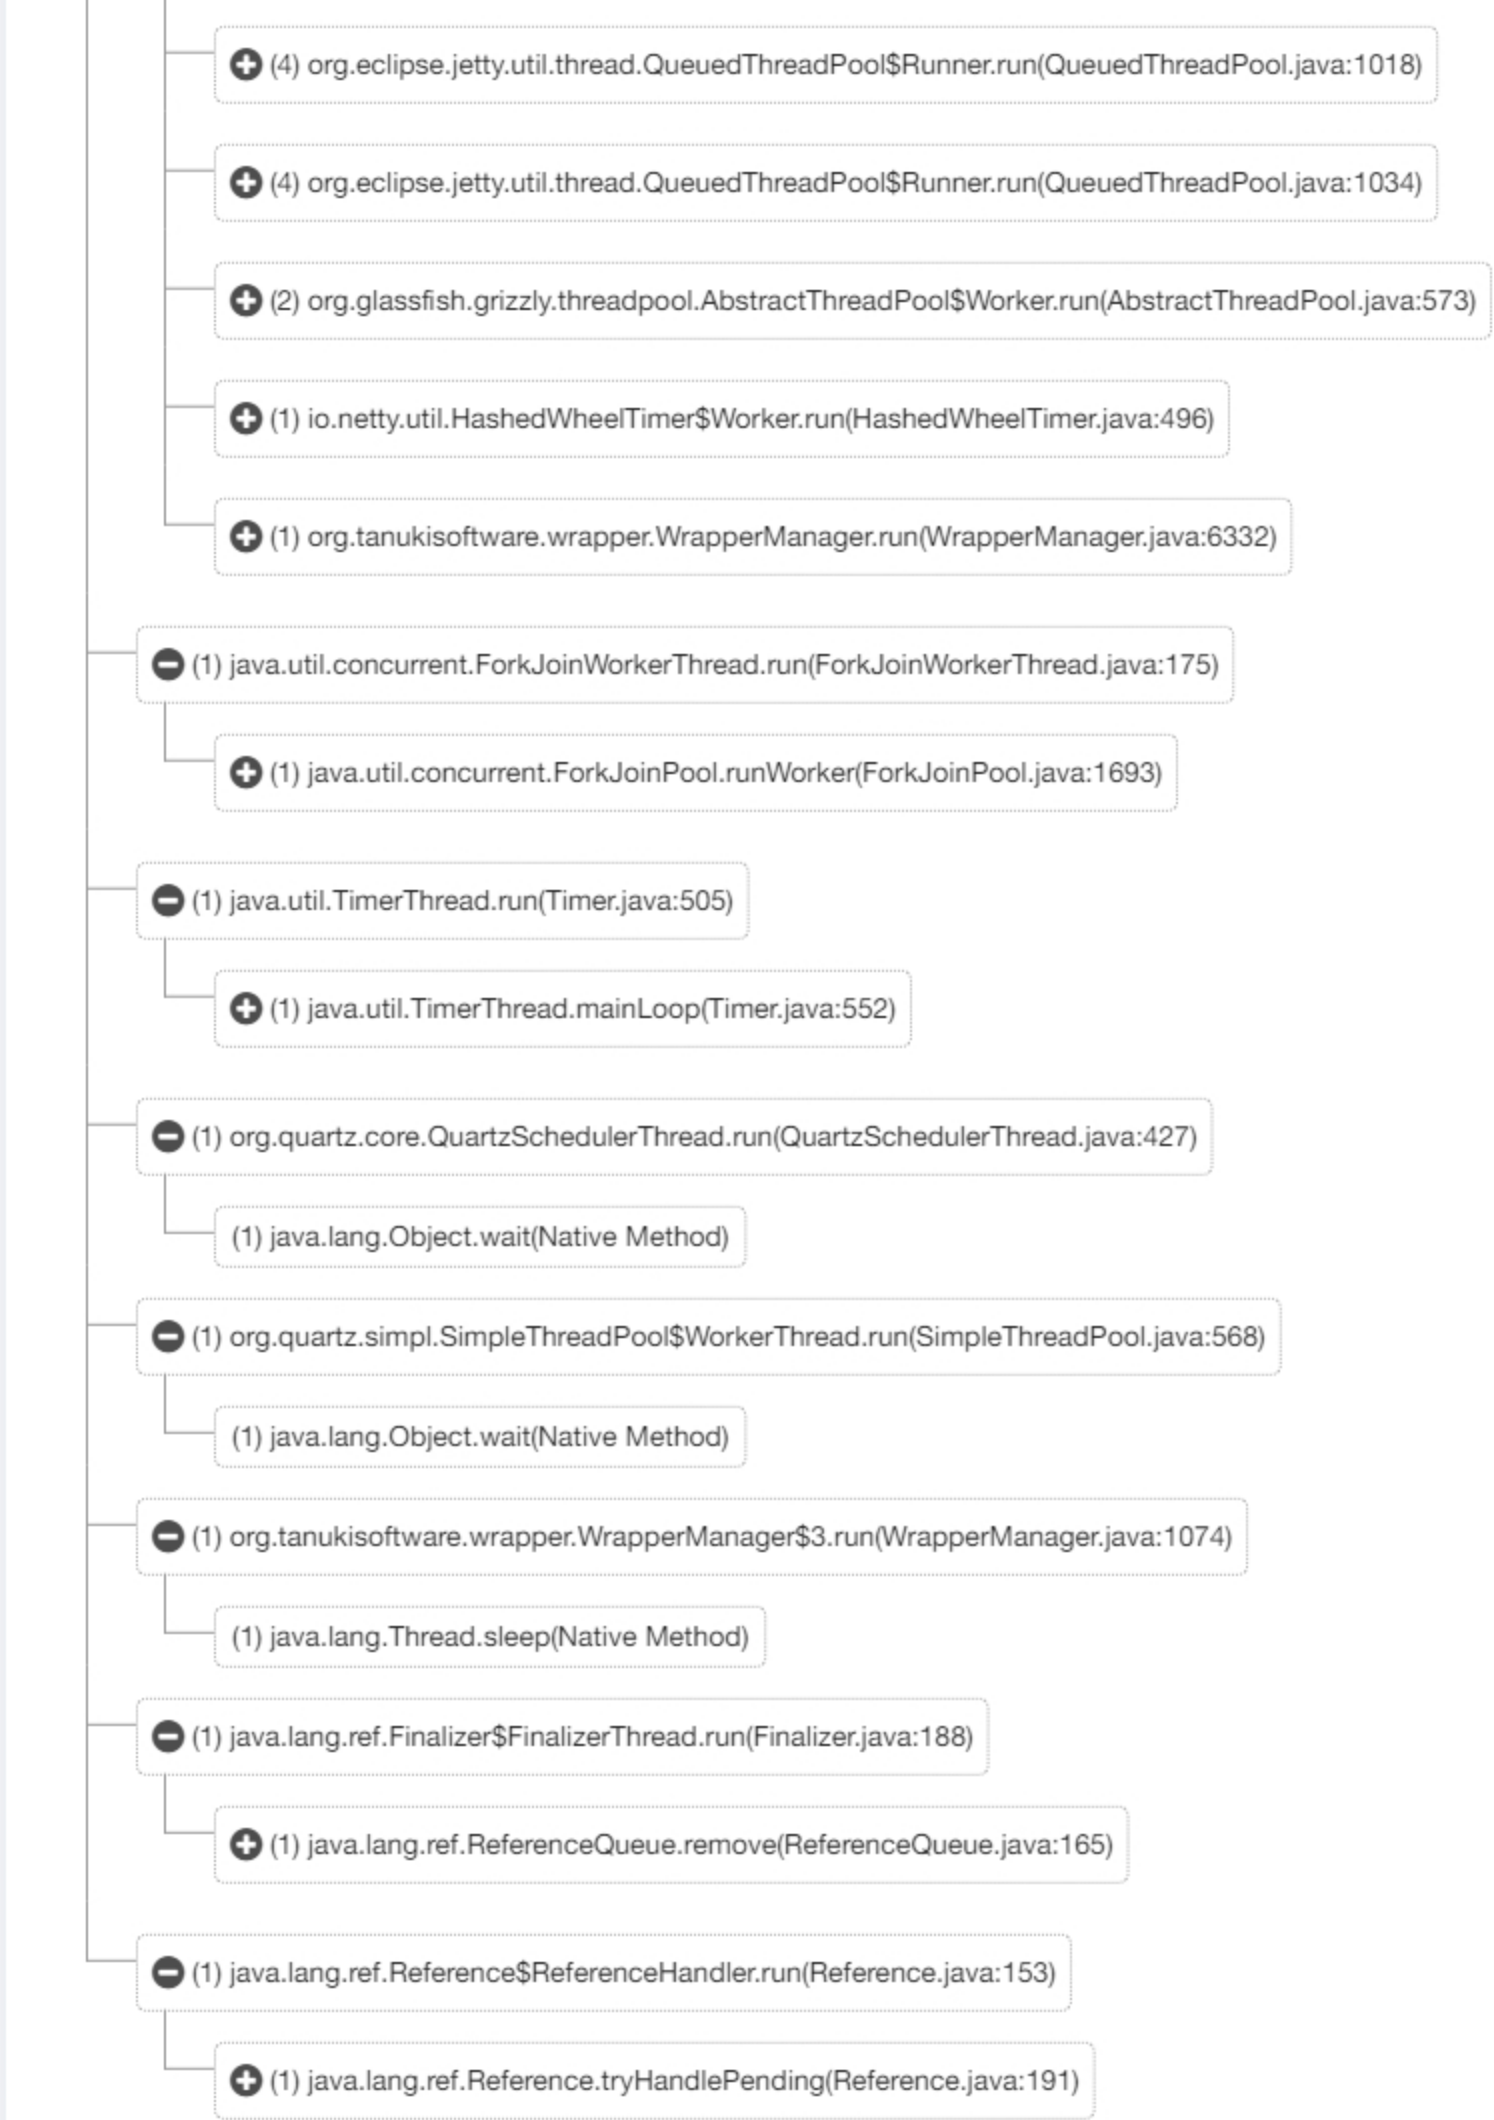 (4) org.eclipse.jetty.util.thread.QueuedThreadPool$Runner.run(QueuedThreadPool.java:1018)
(4) org.eclipse.jetty.util.thread.QueuedThreadPool$Runner.run(QueuedThreadPool.java:1034)
(2) org.glassfish.grizzly.threadpool.AbstractThreadPool$Worker.run(AbstractThreadPool.java:573)
(1) io.netty.util.HashedWheelTimer$Worker.run(HashedWheelTimer.java:496)
(1) org.tanukisoftware.wrapper.WrapperManager.run(WrapperManager.java:6332)
(1) java.util.concurrent.ForkJoinWorkerThread.run(ForkJoinWorkerThread.java:175)
(1) java.util.concurrent.ForkJoinPool.runWorker(ForkJoinPool.java:1693)
(1) java.util.TimerThread.run(Timer.java:505)
(1) java.util.TimerThread.mainLoop(Timer.java:552)
(1) org.quartz.core.QuartzSchedulerThread.run(QuartzSchedulerThread.java:427)
(1) java.lang.Object.wait(Native Method)
(1) org.quartz.simpl.SimpleThreadPool$WorkerThread.run(SimpleThreadPool.java:568)
(1) java.lang.Object.wait(Native Method)
(1) org.tanukisoftware.wrapper.WrapperManager$3.run(WrapperManager.java:1074)
(1) java.lang.Thread.sleep(Native Method)
(1) java.lang.ref.Finalizer$FinalizerThread.run(Finalizer.java:188)
(1) java.lang.ref.ReferenceQueue.remove(ReferenceQueue.java:165)
(1) java.lang.ref.Reference$ReferenceHandler.run(Reference.java:153)
(1) java.lang.ref.Reference.tryHandlePending(Reference.java:191)